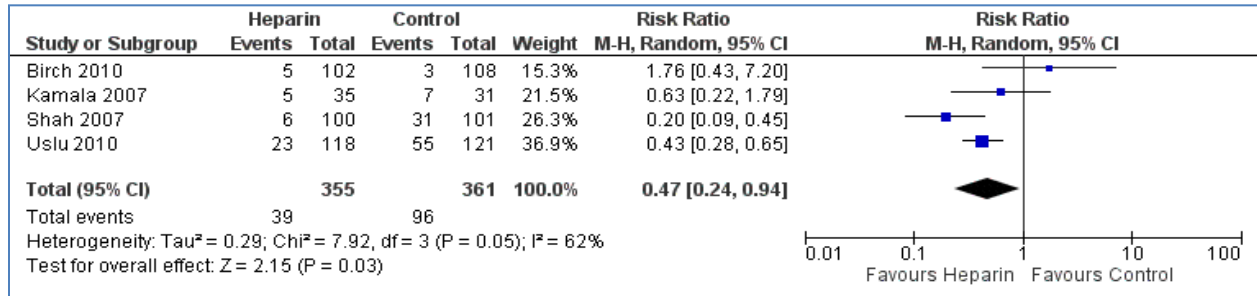 Heparin Control Risk Ratio Risk Ratio
Study or Subgroup Events Total Events Total Weight M-H, Random, 95% CI M-H, Random, 95% CI
Birch 2010 5 102 3 108 15.3% 1.76 [0.43, 7.20]
Kamala 2007 5 35 7 31 21.5% 0.63 [0.22, 1.79]
Shah 2007 6 100 31 101 26.3% 0.20 [0.09, 0.45]
Uslu 2010 23 118 55 121 36.9% 0.43 [0.28, 0.65]
Total (95% CI) 355 361 100.0% 0.47 [0.24, 0.94]
Total events 39 96
Heterogeneity: Tau² = 0.29; Chi² = 7.92, df = 3 (P = 0.05); I² = 62%
Test for overall effect: Z = 2.15 (P = 0.03)
0.01 0.1 1 10 100
Favours Heparin Favours Control